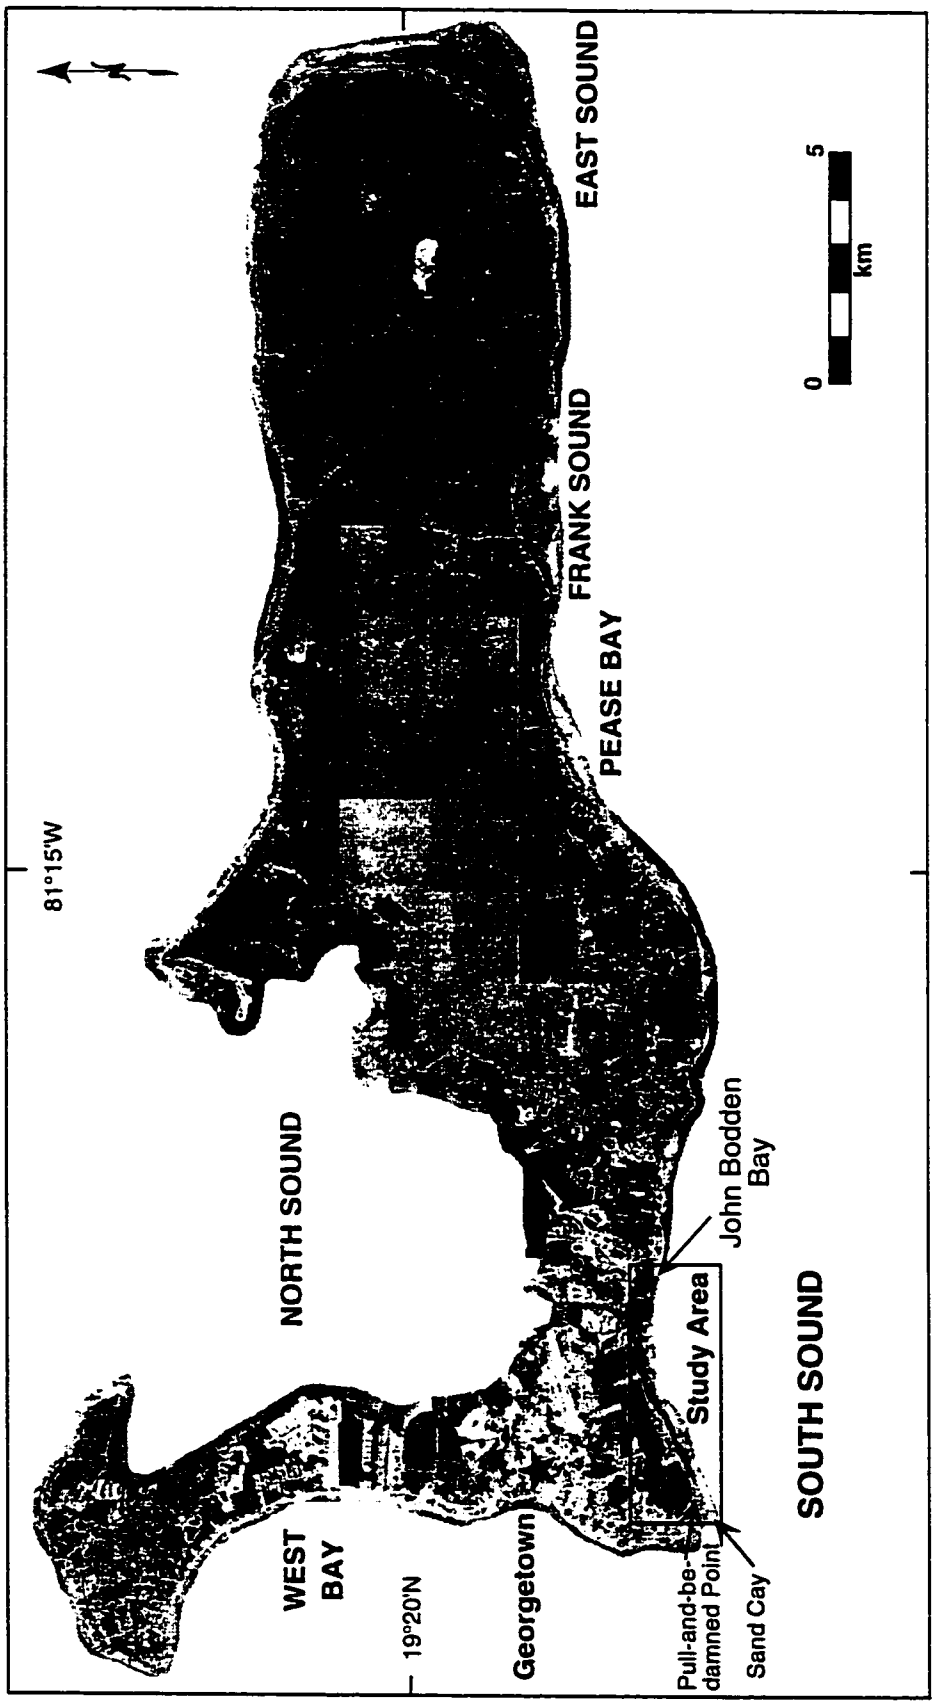 N
81°15'W
NORTH SOUND
WEST
BAY
19°20'N
Georgetown
Pull-and-be-
damned Point
Sand Cay
Study Area
SOUTH SOUND
John Bodden
Bay
PEASE BAY
FRANK SOUND
EAST SOUND
0
5
km